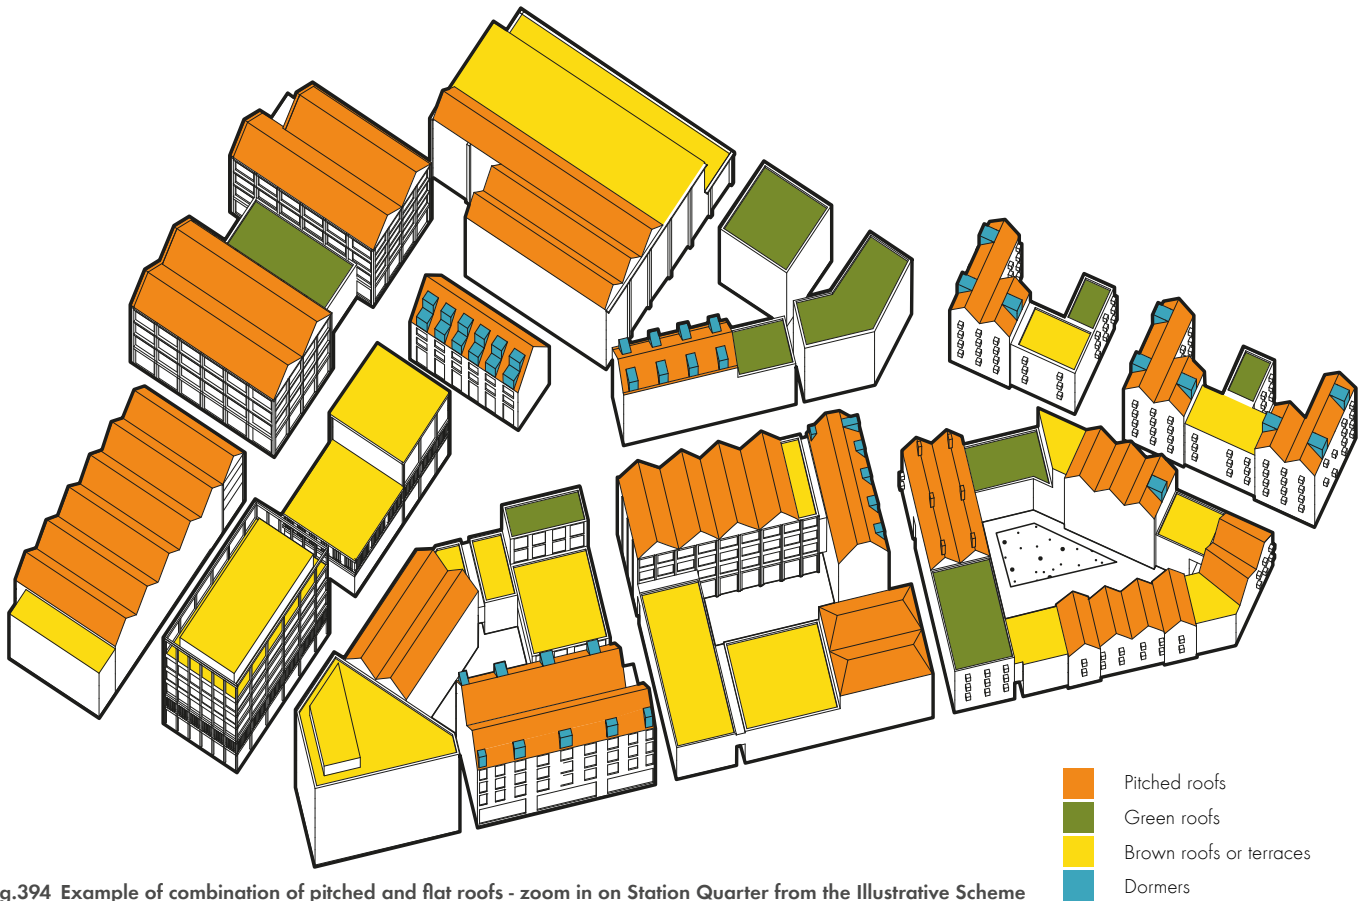 Pitched roofs
Green roofs
Brown roofs or terraces
Dormers
g.394 Example of combination of pitched and flat roofs - zoom in on Station Quarter from the Illustrative Scheme